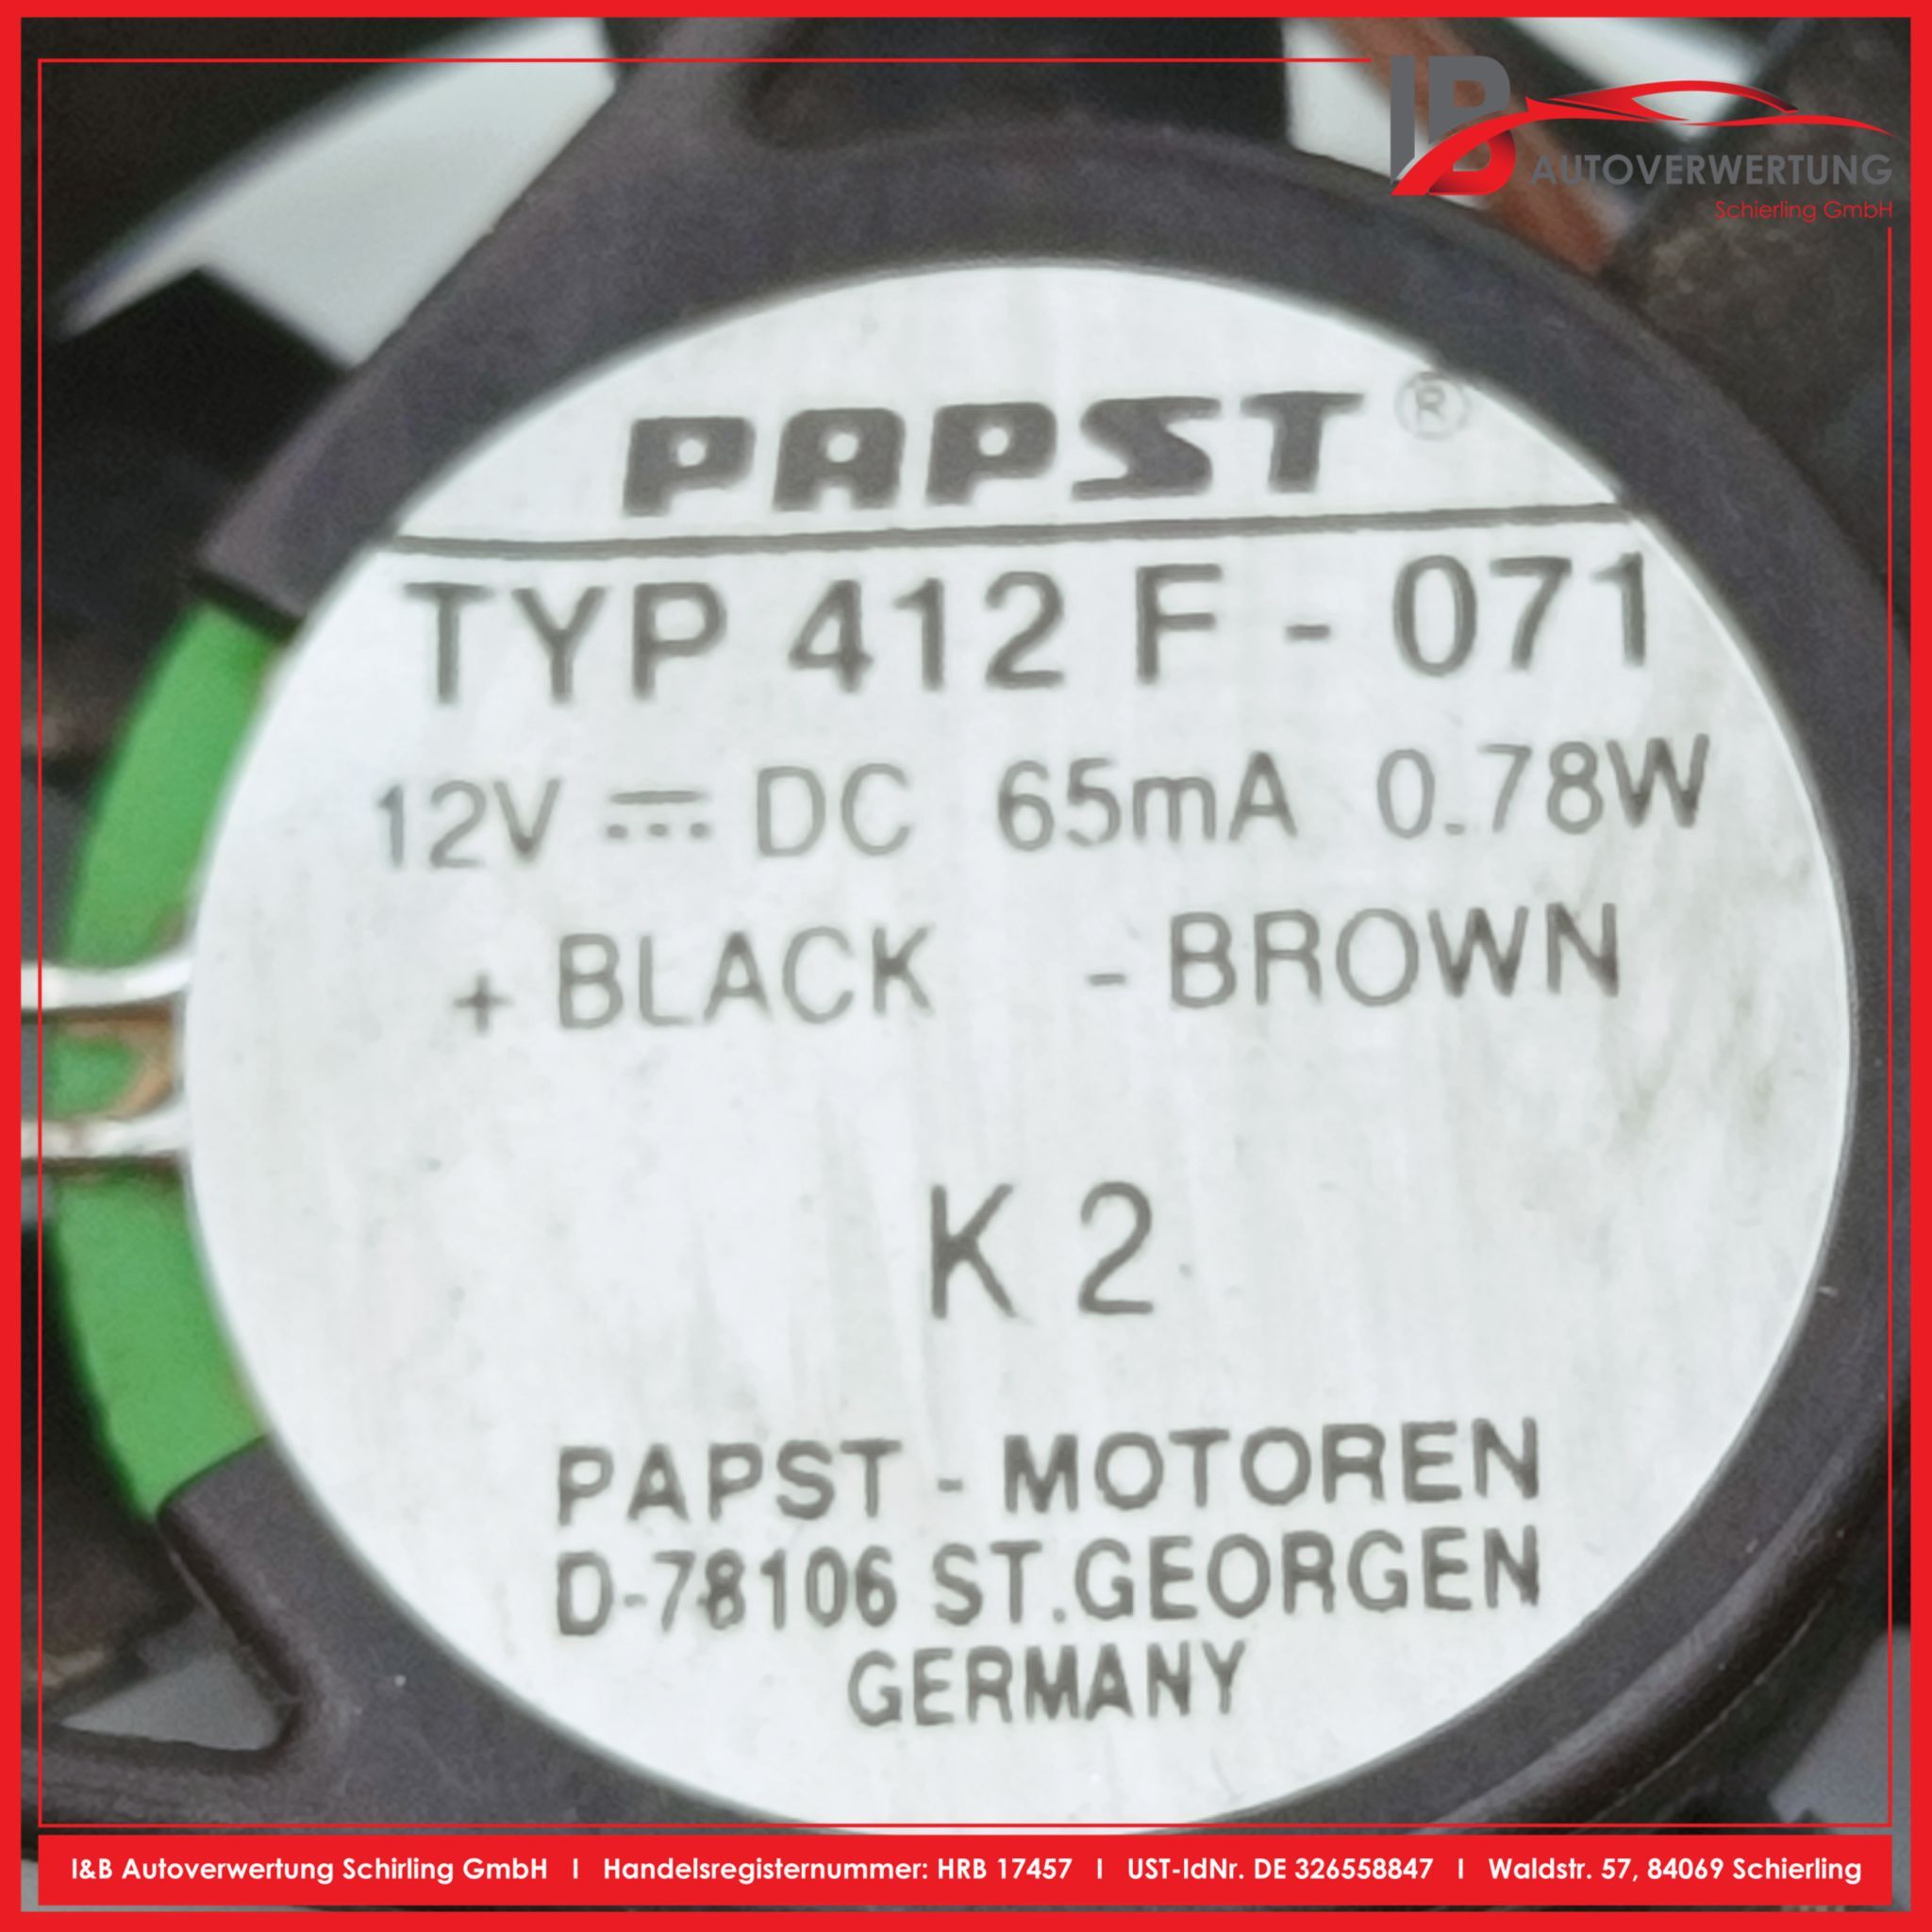 IB
AUTOVERWERTUNG
Schierling GmbH
PAPST ®
TYP 412 F - 071
12V ⎓ DC 65mA 0.78W
+ BLACK - BROWN
K 2
PAPST - MOTOREN
D-78106 ST.GEORGEN
GERMANY
I&B Autoverwertung Schirling GmbH I Handelsregisternummer: HRB 17457 I UST-IdNr. DE 326558847 I Waldstr. 57, 84069 Schierling